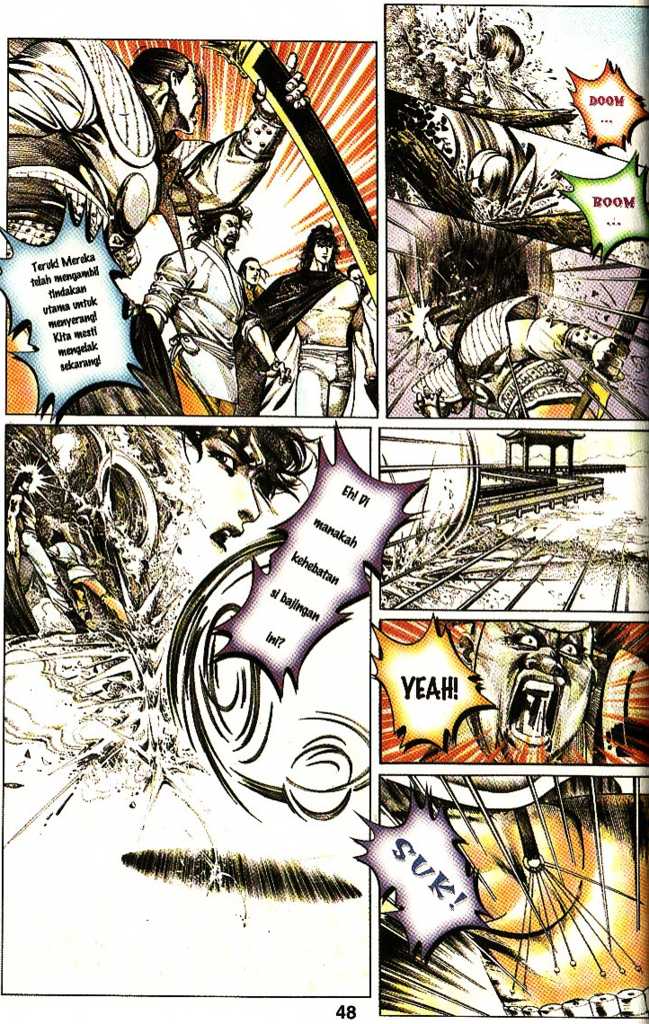 Teruk! Mereka
telah mengambil
tindakan
utama untuk
menyerang!
Kita mesti
mengelak
sekarang!
DOOM
...
BOOM
...
Eh! Di
manakah
kehebatan
si bajingan
ini?
YEAH!
SUK!
48